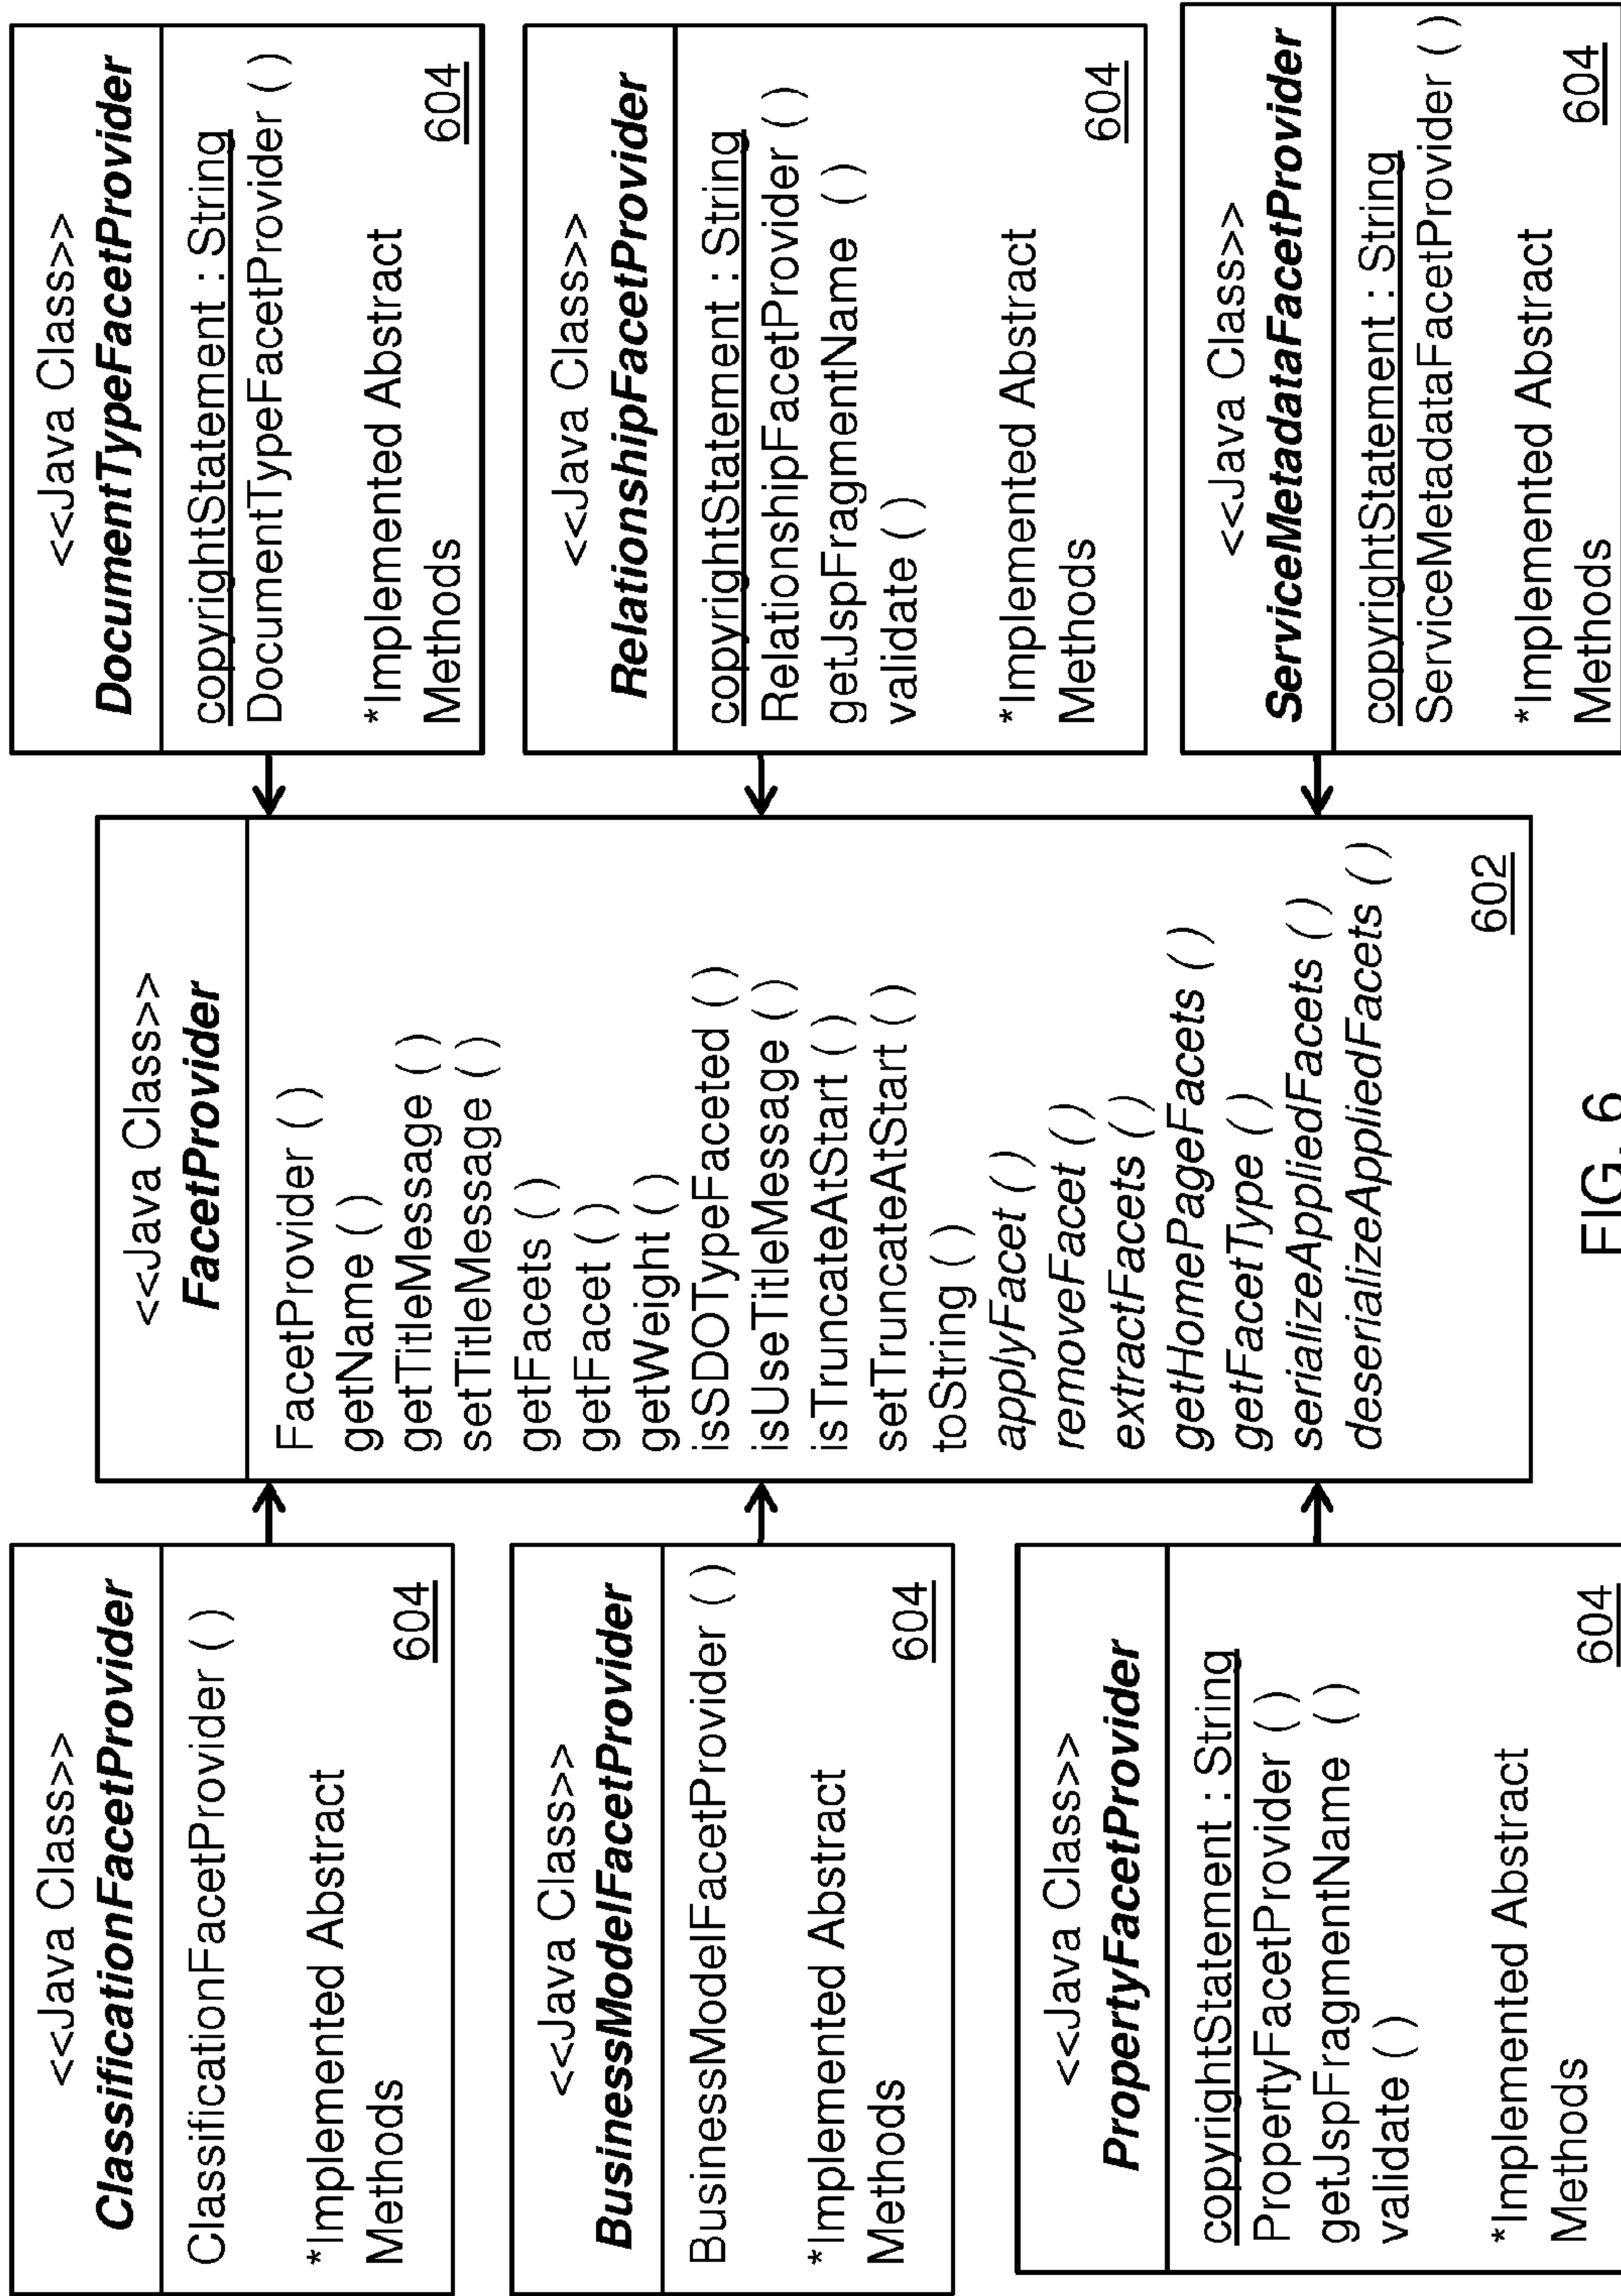 <<Java Class>>
ClassificationFacetProvider
ClassificationFacetProvider ( )
*Implemented Abstract
Methods
604
<<Java Class>>
BusinessModelFacetProvider
BusinessModelFacetProvider ( )
*Implemented Abstract
Methods
604
<<Java Class>>
PropertyFacetProvider
copyrightStatement : String
PropertyFacetProvider ( )
getJspFragmentName ( )
validate ( )
*Implemented Abstract
Methods
604
<<Java Class>>
FacetProvider
FacetProvider ( )
getName ( )
getTitleMessage ( )
setTitleMessage ( )
getFacets ( )
getFacet ( )
getWeight ( )
isSDOTypeFaceted ( )
isUseTitleMessage ( )
isTruncateAtStart ( )
setTruncateAtStart ( )
toString ( )
applyFacet ( )
removeFacet ( )
extractFacets ( )
getHomePageFacets ( )
getFacetType ( )
serializeAppliedFacets ( )
deserializeAppliedFacets ( )
602
<<Java Class>>
DocumentTypeFacetProvider
copyrightStatement : String
DocumentTypeFacetProvider ( )
*Implemented Abstract
Methods
604
<<Java Class>>
RelationshipFacetProvider
copyrightStatement : String
RelationshipFacetProvider ( )
getJspFragmentName ( )
validate ( )
*Implemented Abstract
Methods
604
<<Java Class>>
ServiceMetadataFacetProvider
copyrightStatement : String
ServiceMetadataFacetProvider ( )
*Implemented Abstract
Methods
604
FIG. 6